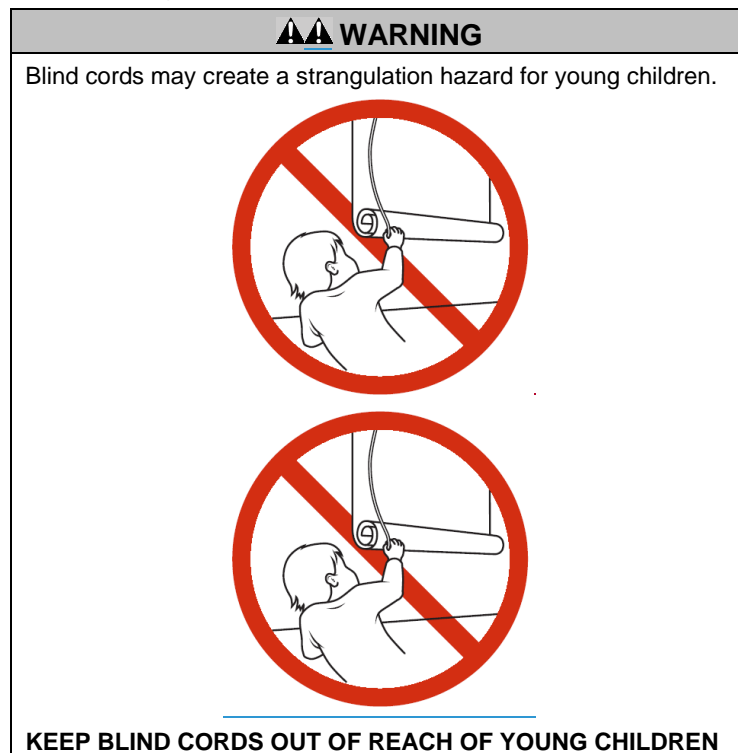 WARNING
Blind cords may create a strangulation hazard for young children.
KEEP BLIND CORDS OUT OF REACH OF YOUNG CHILDREN